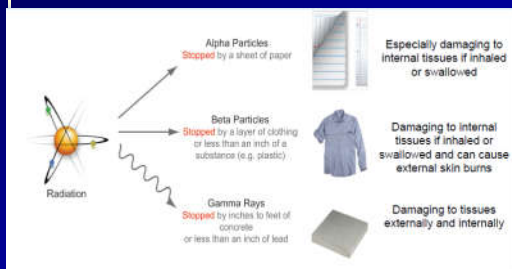 Alpha Particles
Stopped by a sheet of paper
Especially damaging to
internal tissues if inhaled
or swallowed
Radiation
Beta Particles
Stopped by a layer of clothing
or less than an inch of a
substance (e.g. plastic)
Damaging to internal
tissues if inhaled or
swallowed and can cause
external skin burns
Gamma Rays
Stopped by inches to feet of
concrete
or less than an inch of lead
Damaging to tissues
externally and internally